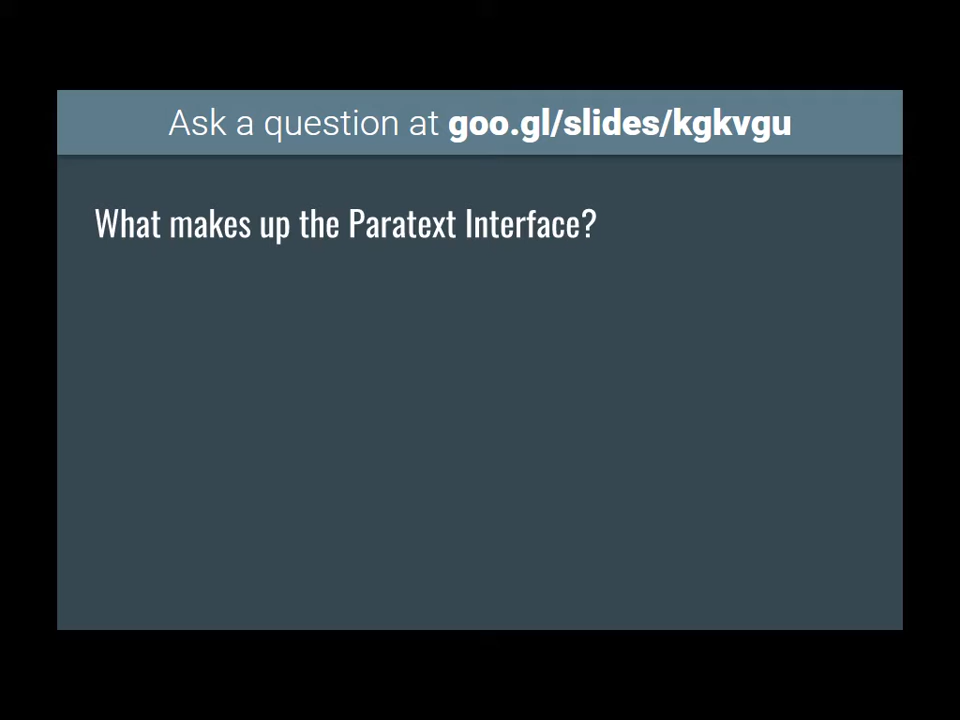 Ask a question at goo.gl/slides/kgkvgu
What makes up the Paratext Interface?